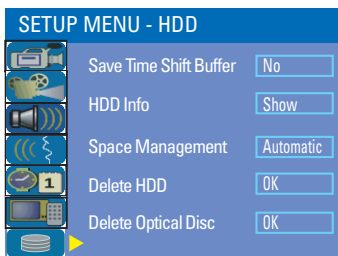 SETUP MENU - HDD
Save Time Shift Buffer No
HDD Info Show
Space Management Automatic
1
Delete HDD OK
Delete Optical Disc OK